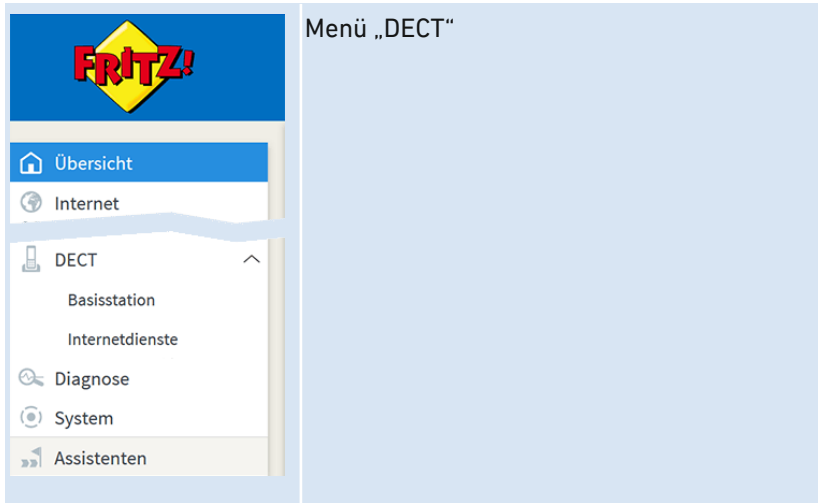 Menü „DECT“
FRITZ!
Übersicht
Internet
DECT
Basisstation
Internetdienste
Diagnose
System
Assistenten